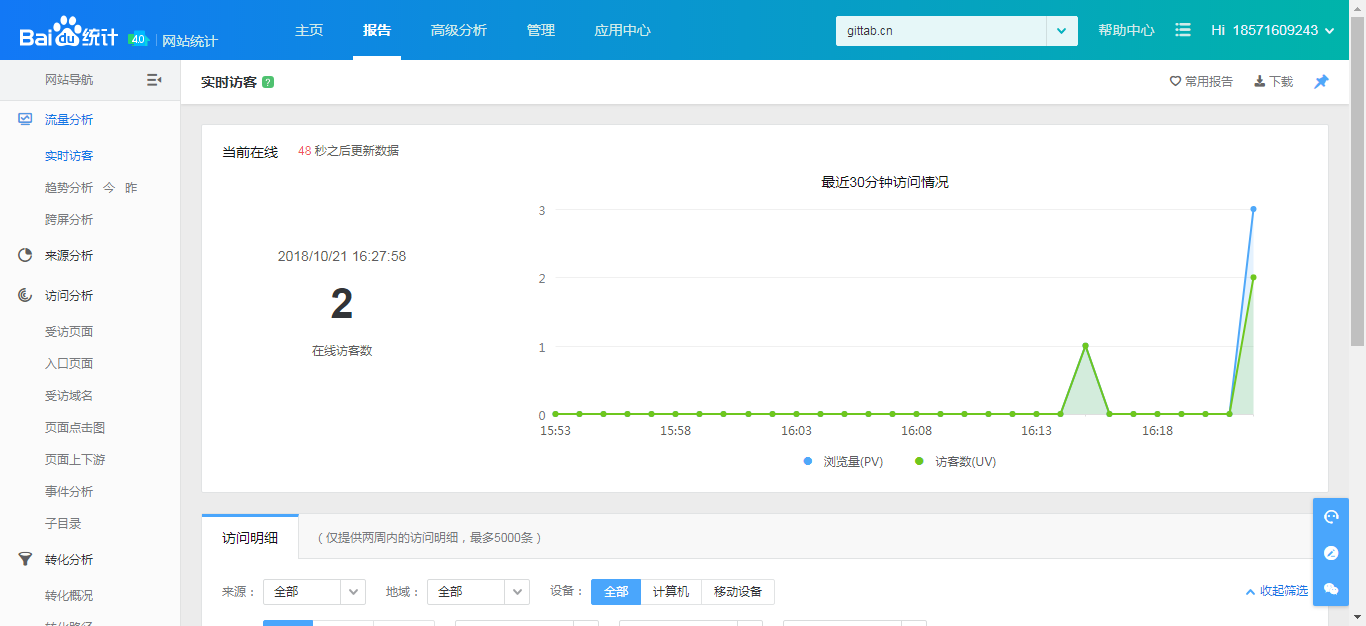 Baidu统计 4.0 网站统计 主页 报告 高级分析 管理 应用中心 gittab.cn 帮助中心 Hi 18571609243
网站导航
流量分析
实时访客
趋势分析 今 昨
跨屏分析
来源分析
访问分析
受访页面
入口页面
受访域名
页面点击图
页面上下游
事件分析
子目录
转化分析
转化概况
转化路径
实时访客 ? 常用报告 下载
当前在线 48 秒之后更新数据
2018/10/21 16:27:58
2
在线访客数
最近30分钟访问情况
3
2
1
0
15:53 15:58 16:03 16:08 16:13 16:18
浏览量(PV) 访客数(UV)
访问明细 （仅提供两周内的访问明细，最多5000条）
来源： 全部 地域： 全部 设备： 全部 计算机 移动设备 收起筛选